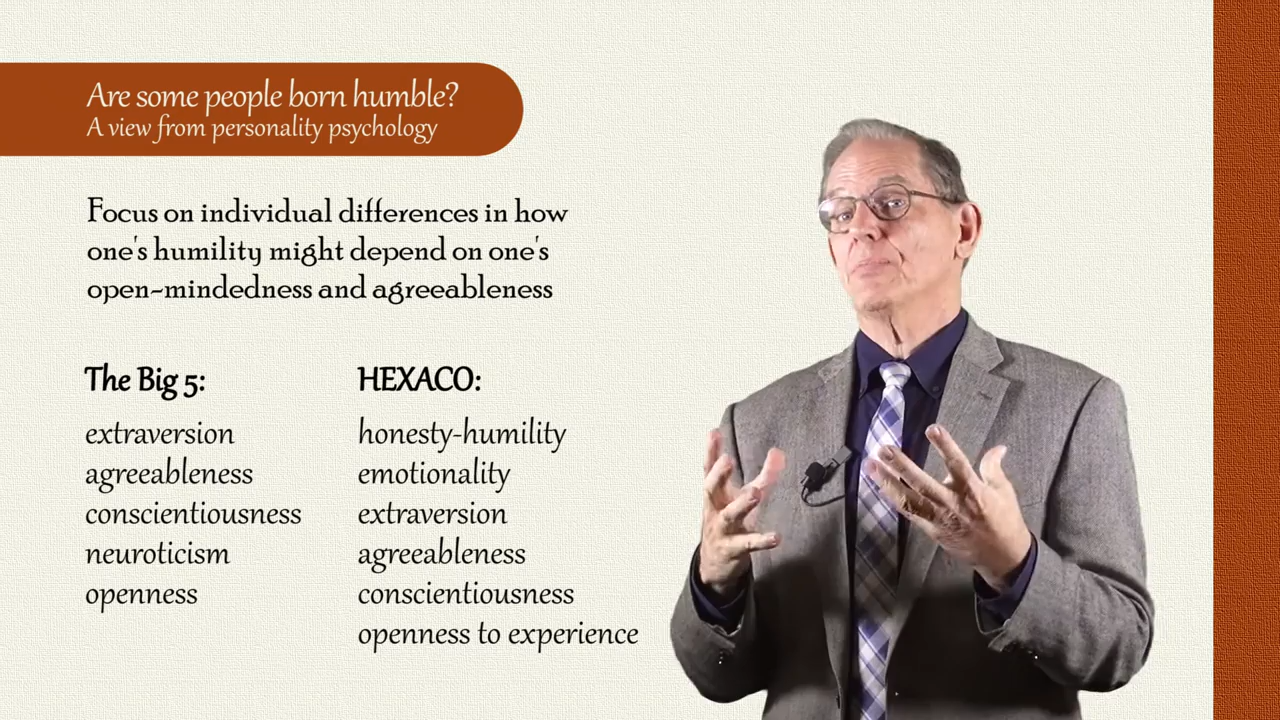 Are some people born humble?
A view from personality psychology
Focus on individual differences in how
one's humility might depend on one's
open-mindedness and agreeableness
The Big 5:
extraversion
agreeableness
conscientiousness
neuroticism
openness
HEXACO:
honesty-humility
emotionality
extraversion
agreeableness
conscientiousness
openness to experience